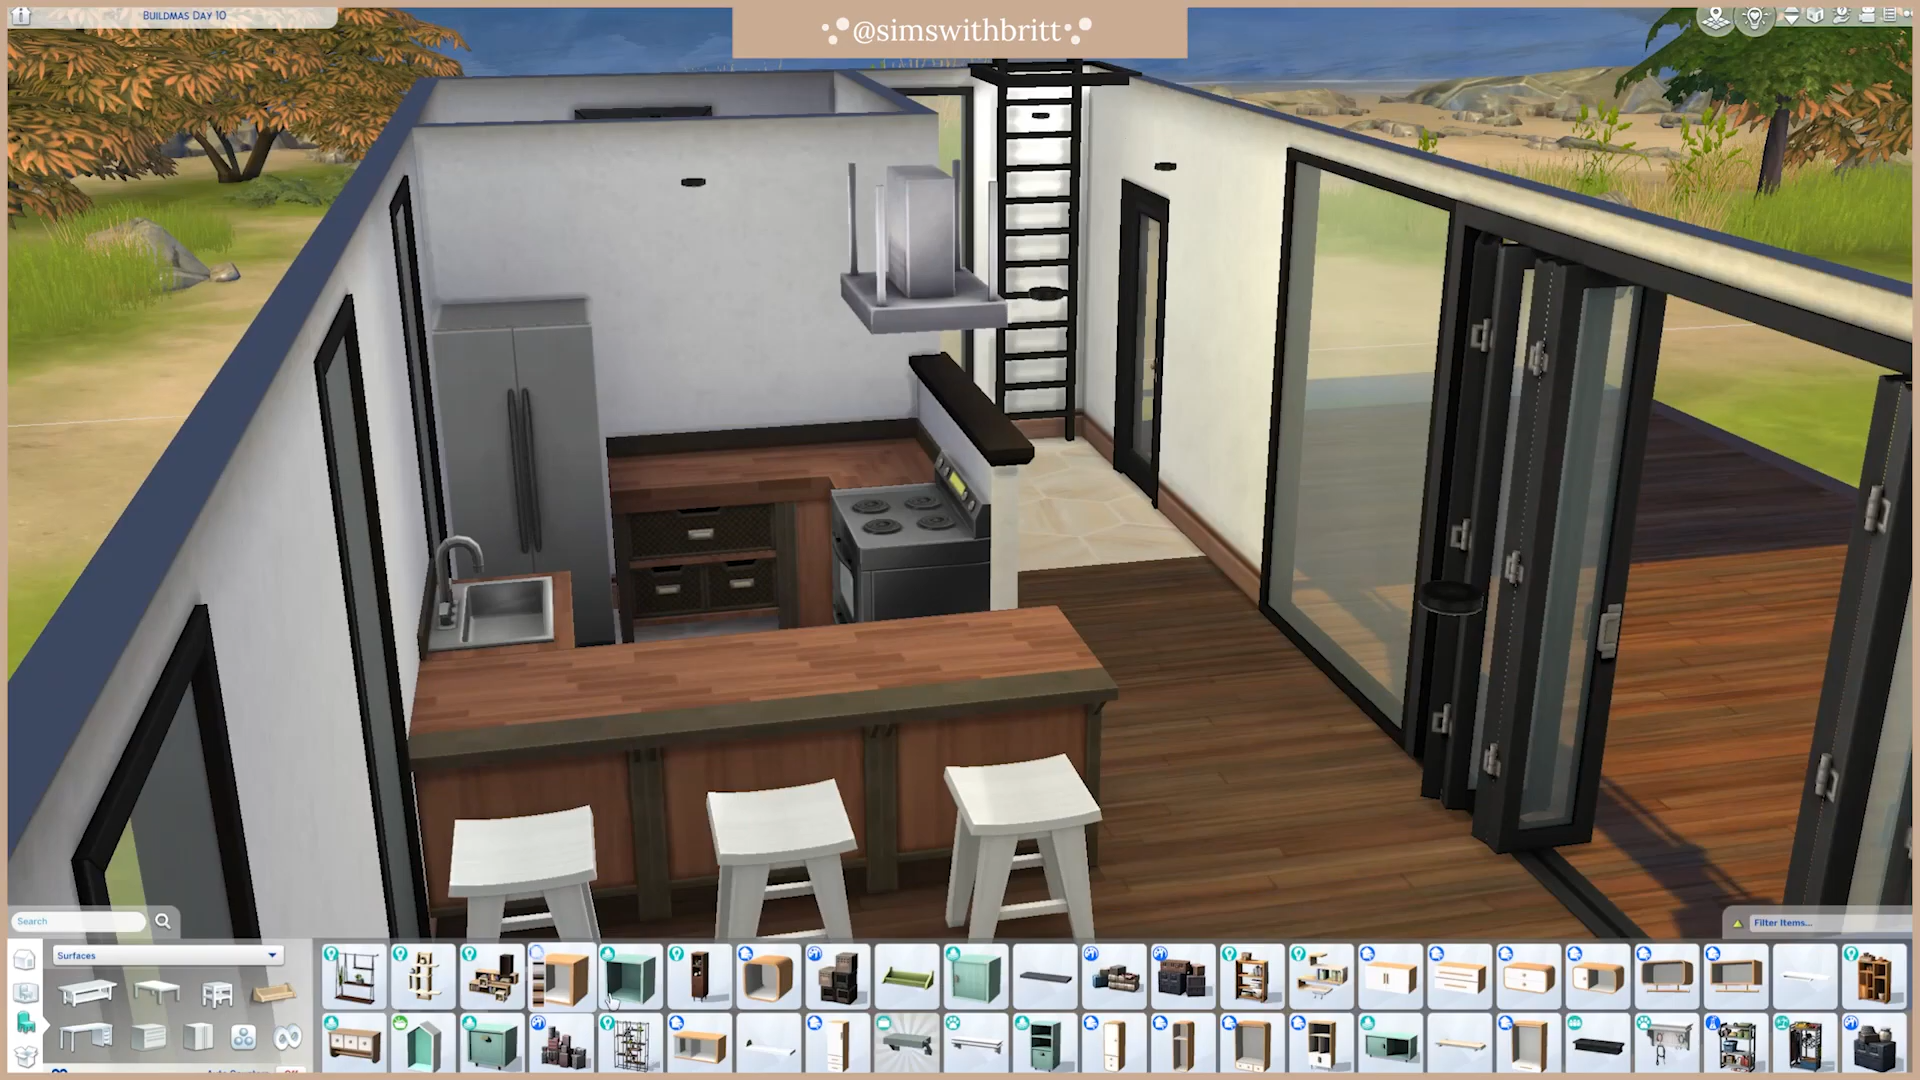 Buildmas Day 10
@simswithbritt
Search
Filter Items...
Surfaces